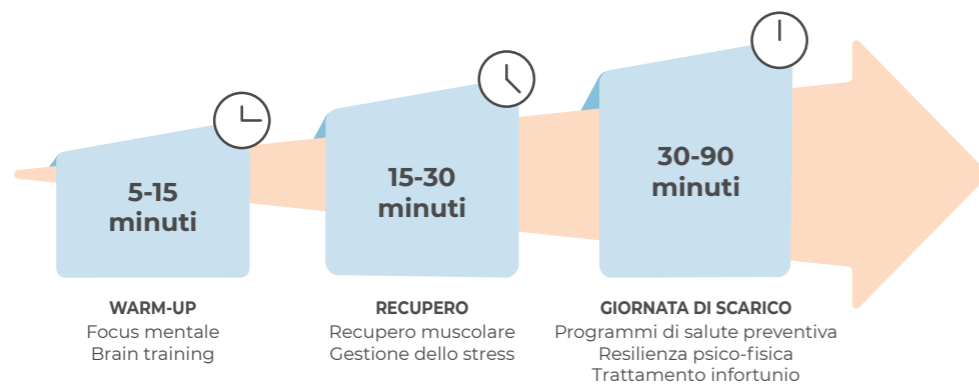 5-15
minuti
15-30
minuti
30-90
minuti
WARM-UP
Focus mentale
Brain training
RECUPERO
Recupero muscolare
Gestione dello stress
GIORNATA DI SCARICO
Programmi di salute preventiva
Resilienza psico-fisica
Trattamento infortunio